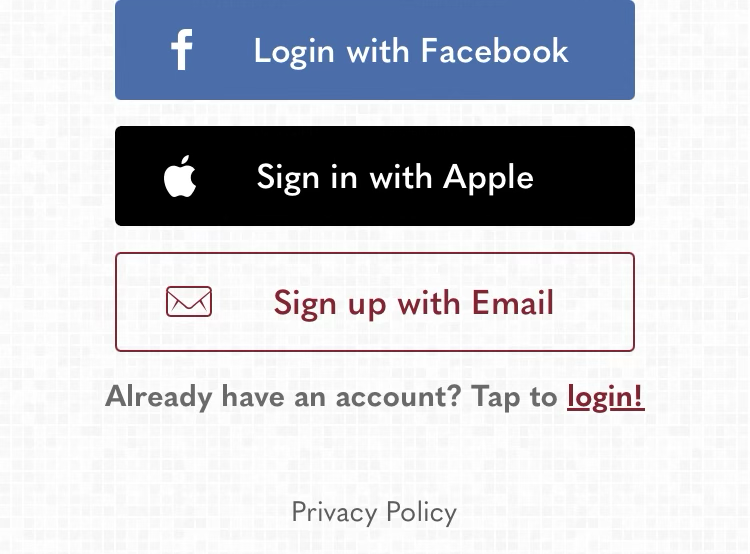 Login with Facebook
Sign in with Apple
Sign up with Email
Already have an account? Tap to login!
Privacy Policy